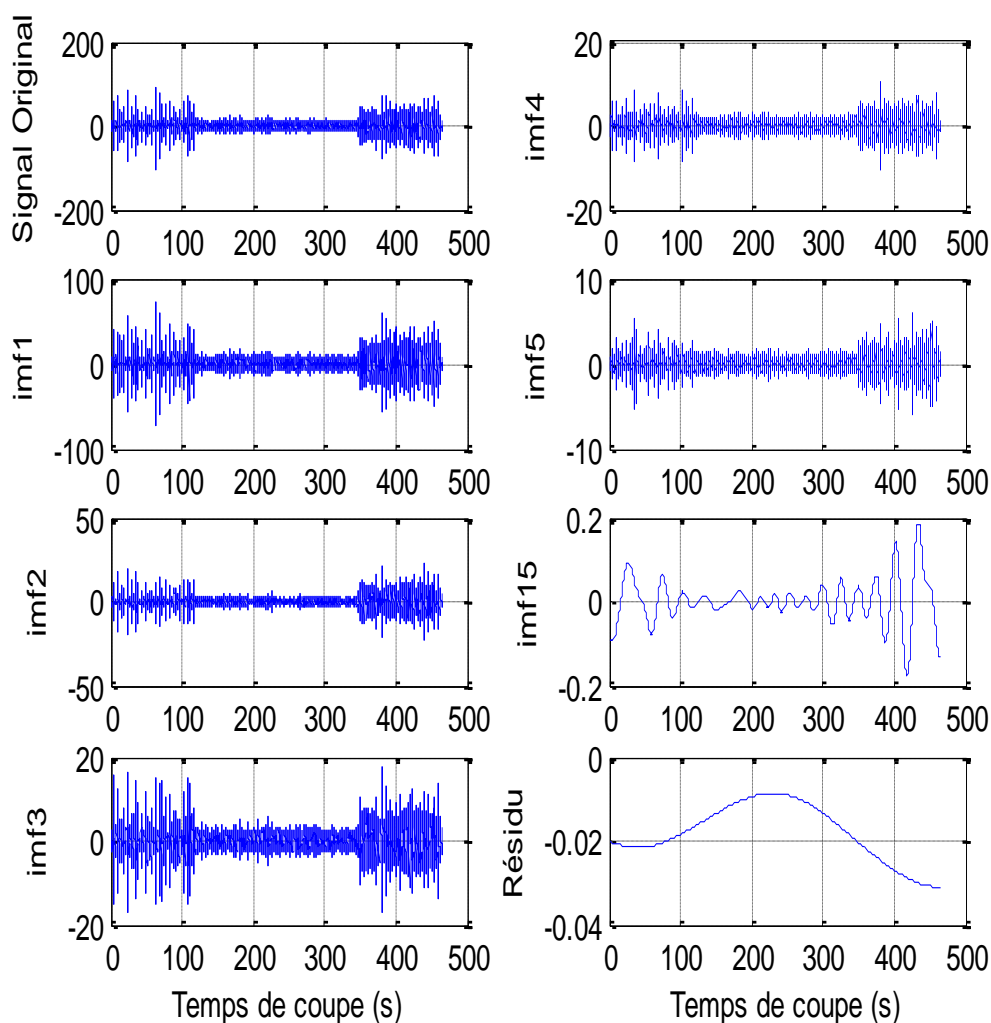 Signal Original
200
0
-200
0 100 200 300 400 500
imf4
20
0
-20
0 100 200 300 400 500
imf1
100
0
-100
0 100 200 300 400 500
imf5
10
0
-10
0 100 200 300 400 500
imf2
50
0
-50
0 100 200 300 400 500
imf15
0.2
0
-0.2
0 100 200 300 400 500
imf3
20
0
-20
0 100 200 300 400 500
Temps de coupe (s)
Résidu
0
-0.02
-0.04
0 100 200 300 400 500
Temps de coupe (s)